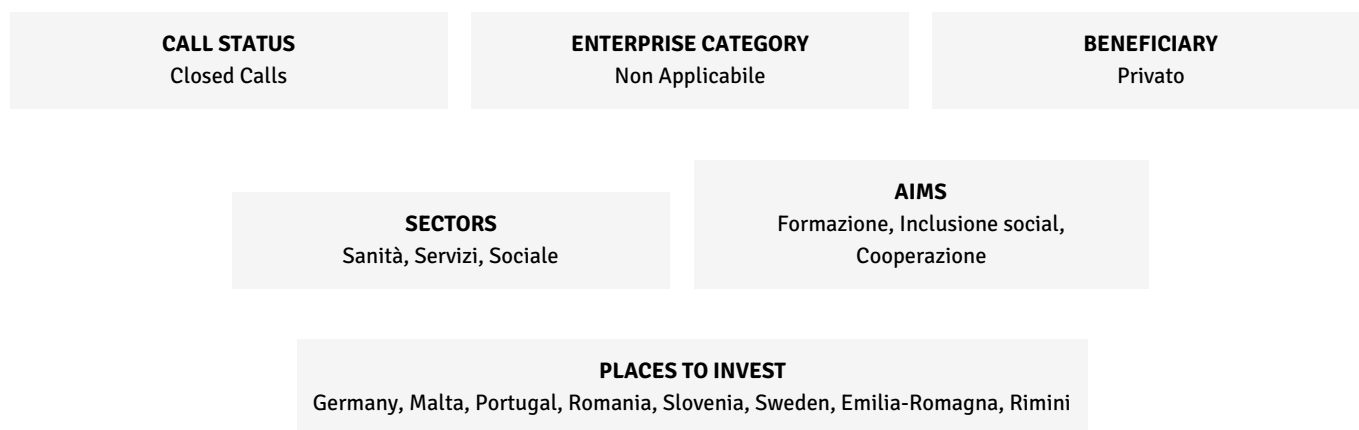 CALL STATUS
Closed Calls
ENTERPRISE CATEGORY
Non Applicabile
BENEFICIARY
Privato
SECTORS
Sanità, Servizi, Sociale
AIMS
Formazione, Inclusione social,
Cooperazione
PLACES TO INVEST
Germany, Malta, Portugal, Romania, Slovenia, Sweden, Emilia-Romagna, Rimini